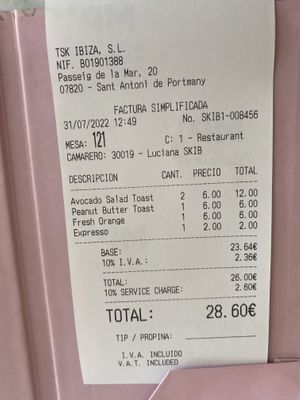 TSK IBIZA, S.L.
NIF. B01901388
Passeig de la Mar, 20
07820 - Sant Antoni de Portmany
FACTURA SIMPLIFICADA
31/07/2022 12:49 No. SKIB1-008456
MESA: 121 C: 1 - Restaurant
CAMARERO: 30019 - Luciana SKIB
DESCRIPCION CANT. PRECIO TOTAL
Avocado Salad Toast 2 6.00 12.00
Peanut Butter Toast 1 6.00 6.00
Fresh Orange 1 6.00 6.00
Expresso 1 2.00 2.00
BASE: 23.64€
10% I.V.A.: 2.36€
TOTAL: 26.00€
10% SERVICE CHARGE: 2.60€
TOTAL: 28.60€
TIP / PROPINA:
I.V.A. INCLUIDO
V.A.T. INCLUDED